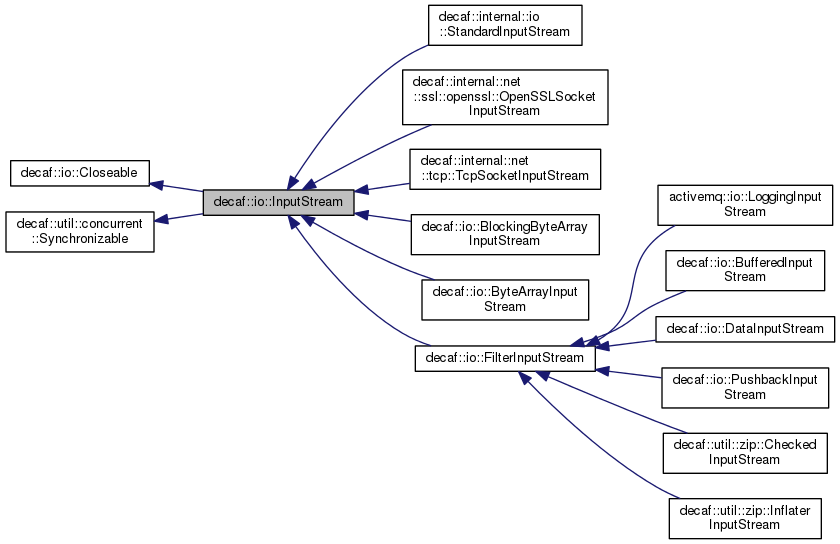 decaf::internal::io
::StandardInputStream
decaf::internal::net
::ssl::openssl::OpenSSLSocket
InputStream
decaf::internal::net
::tcp::TcpSocketInputStream
decaf::io::Closeable
decaf::io::InputStream
decaf::util::concurrent
::Synchronizable
decaf::io::BlockingByteArray
InputStream
decaf::io::ByteArrayInput
Stream
decaf::io::FilterInputStream
activemq::io::LoggingInput
Stream
decaf::io::BufferedInput
Stream
decaf::io::DataInputStream
decaf::io::PushbackInput
Stream
decaf::util::zip::Checked
InputStream
decaf::util::zip::Inflater
InputStream